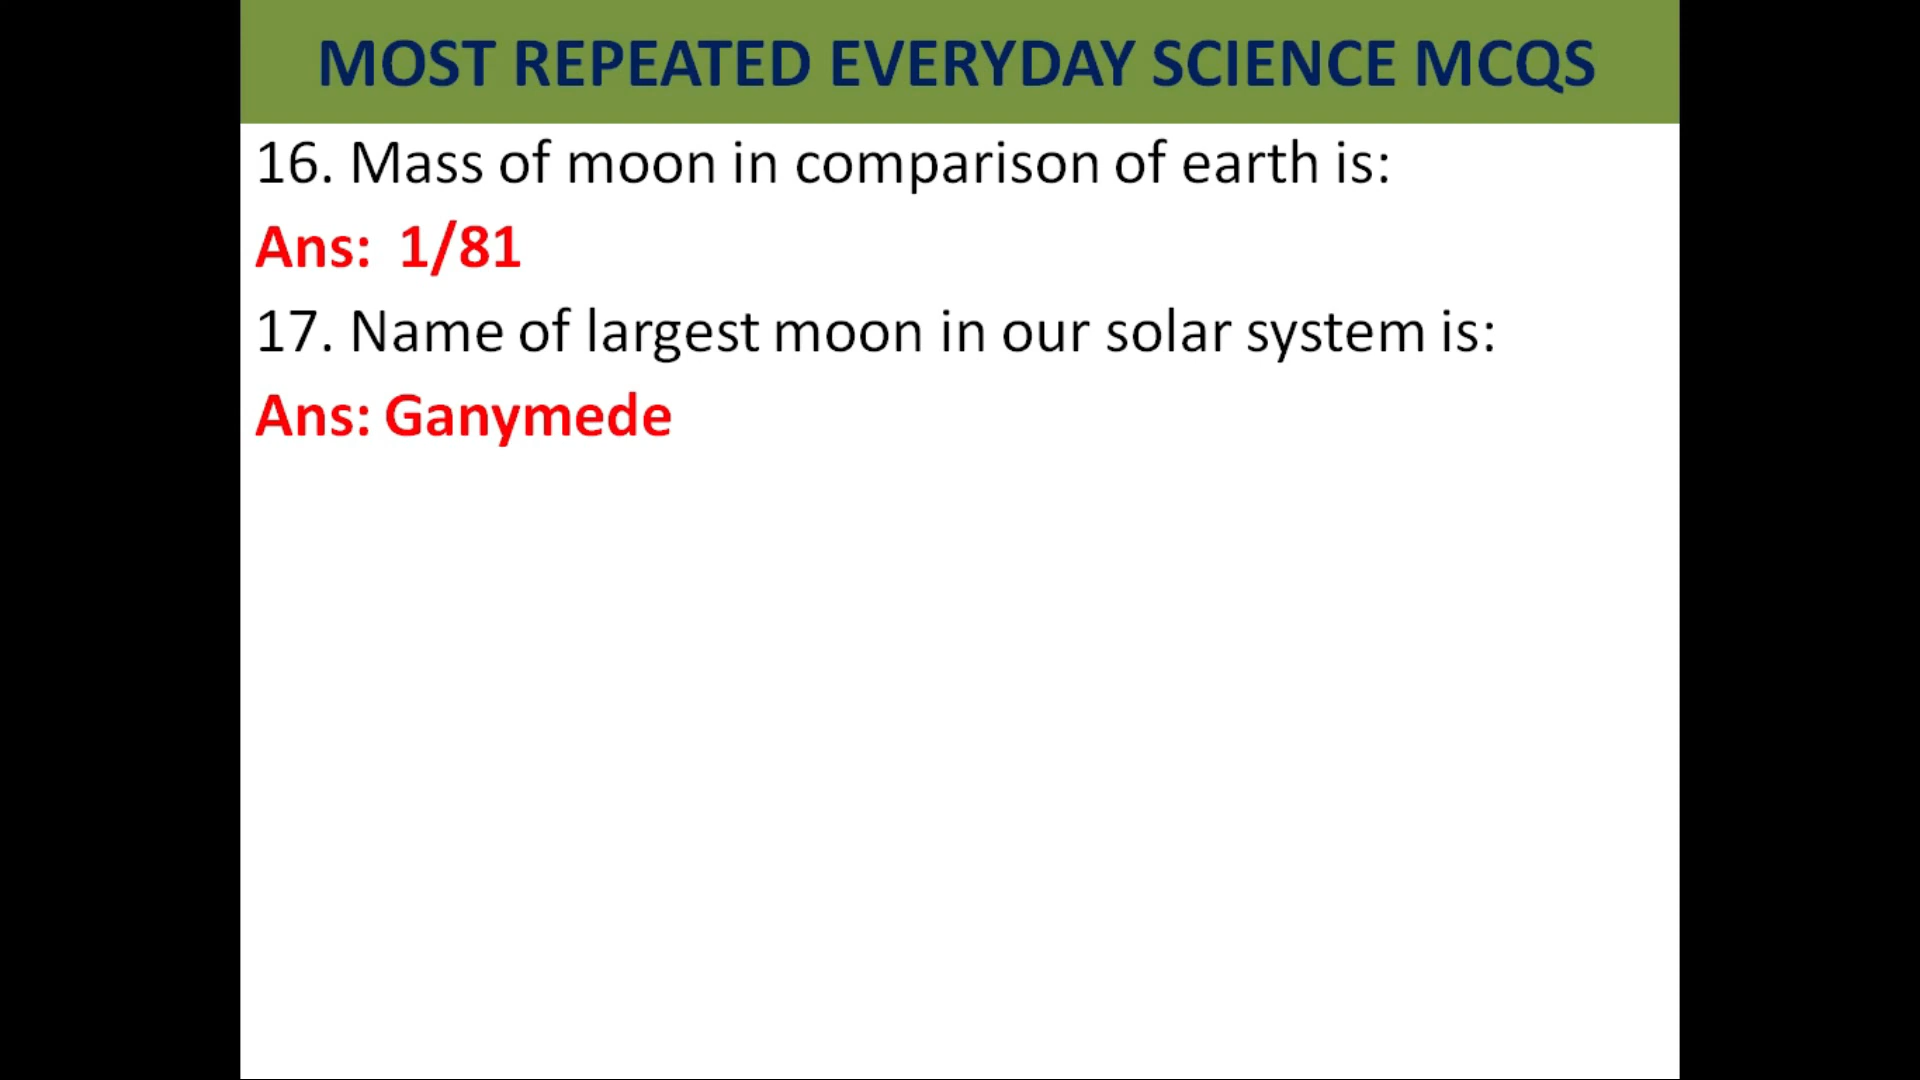 MOST REPEATED EVERYDAY SCIENCE MCQS
16. Mass of moon in comparison of earth is:
Ans: 1/81
17. Name of largest moon in our solar system is:
Ans: Ganymede